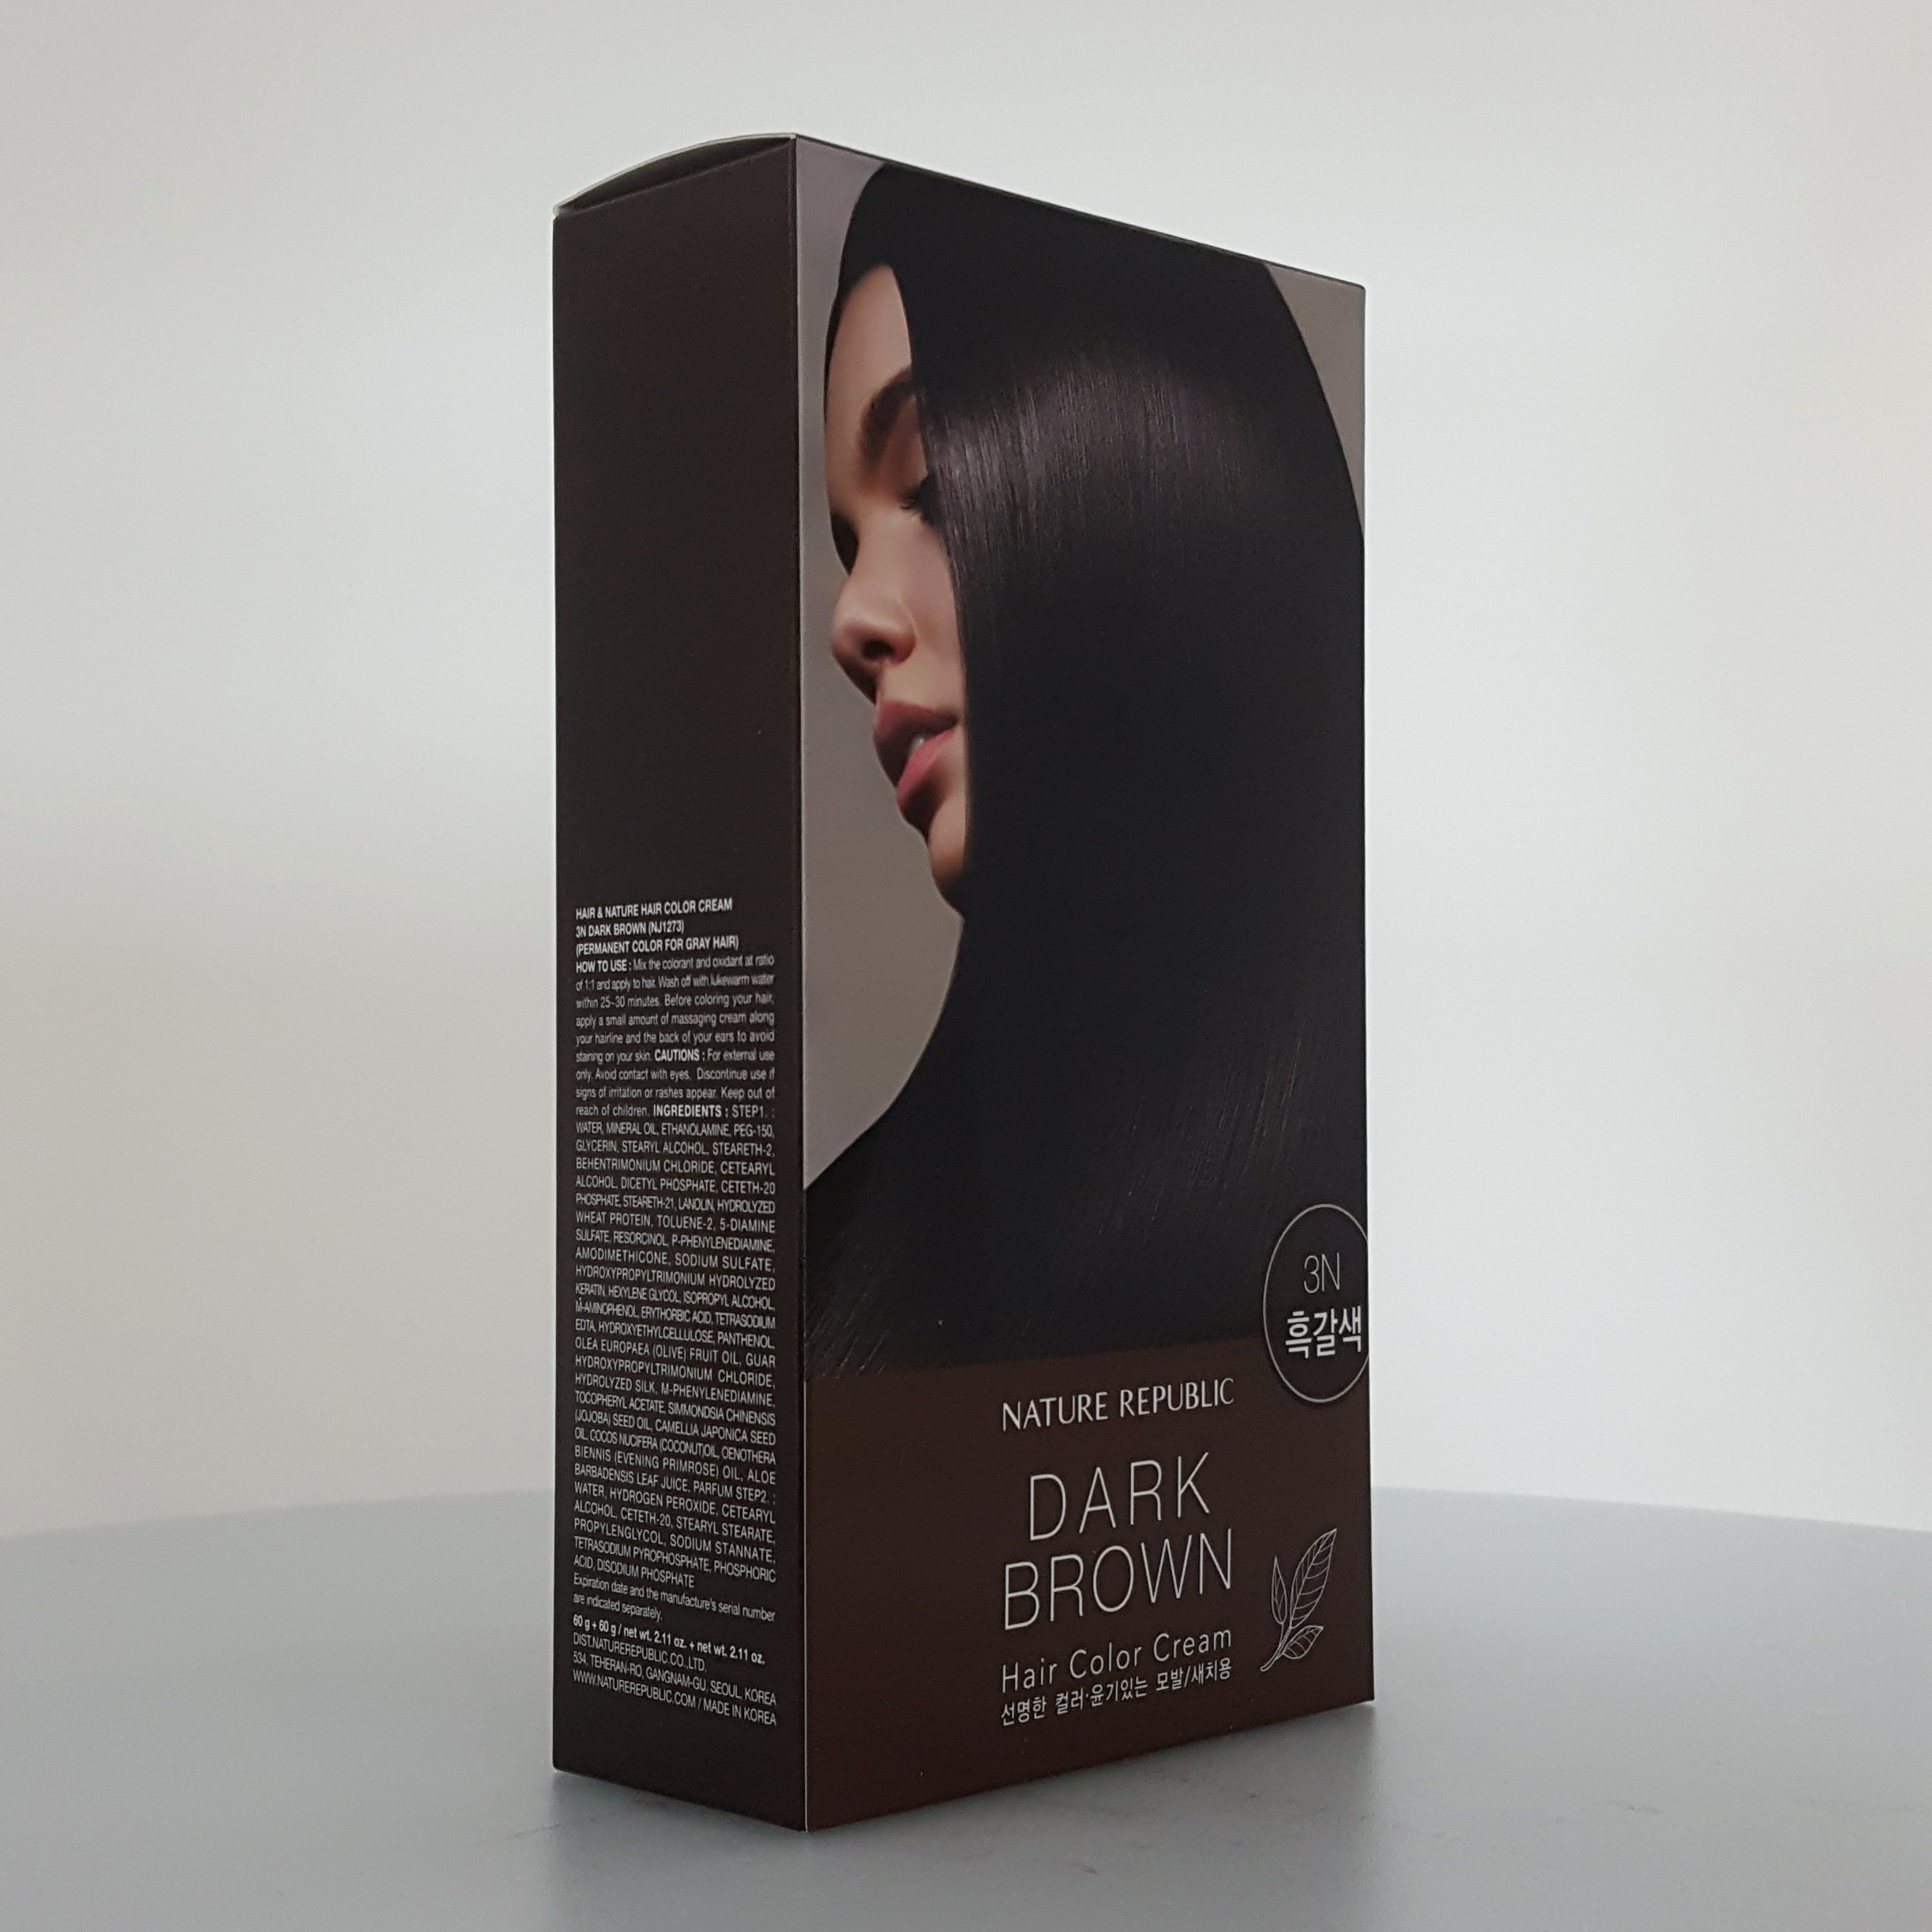 HAIR & NATURE HAIR COLOR CREAM
3N DARK BROWN (NJ1273)
(PERMANENT COLOR FOR GRAY HAIR)
HOW TO USE : Mix the colorant and oxidant at ratio
of 1:1 and apply to hair. Wash off with lukewarm water
within 25~30 minutes. Before coloring your hair,
apply a small amount of massaging cream along
your hairline and the back of your ears to avoid
staining on your skin. CAUTIONS : For external use
only. Avoid contact with eyes. Discontinue use if
signs of irritation or rashes appear. Keep out of
reach of children. INGREDIENTS : STEP1. :
WATER, MINERAL OIL, ETHANOLAMINE, PEG-150,
GLYCERIN, STEARYL ALCOHOL, STEARETH-2,
BEHENTRIMONIUM CHLORIDE, CETEARYL
ALCOHOL, DICETYL PHOSPHATE, CETETH-20
PHOSPHATE, STEARETH-21, LANOLIN, HYDROLYZED
WHEAT PROTEIN, TOLUENE-2, 5-DIAMINE
SULFATE, RESORCINOL, P-PHENYLENEDIAMINE,
AMODIMETHICONE, SODIUM SULFATE,
HYDROXYPROPYLTRIMONIUM HYDROLYZED
KERATIN, HEXYLENE GLYCOL, ISOPROPYL ALCOHOL,
M-AMINOPHENOL, ERYTHORBIC ACID, TETRASODIUM
EDTA, HYDROXYETHYLCELLULOSE, PANTHENOL,
OLEA EUROPAEA (OLIVE) FRUIT OIL, GUAR
HYDROXYPROPYLTRIMONIUM CHLORIDE,
HYDROLYZED SILK, M-PHENYLENEDIAMINE,
TOCOPHERYL ACETATE, SIMMONDSIA CHINENSIS
(JOJOBA) SEED OIL, CAMELLIA JAPONICA SEED
OIL, COCOS NUCIFERA (COCONUT)OIL, OENOTHERA
BIENNIS (EVENING PRIMROSE) OIL, ALOE
BARBADENSIS LEAF JUICE, PARFUM STEP2. :
WATER, HYDROGEN PEROXIDE, CETEARYL
ALCOHOL, CETETH-20, STEARYL STEARATE,
PROPYLENGLYCOL, SODIUM STANNATE,
TETRASODIUM PYROPHOSPHATE, PHOSPHORIC
ACID, DISODIUM PHOSPHATE
Expiration date and the manufacture's serial number
are indicated separately.
60 g + 60 g / net wt. 2.11 oz. + net wt. 2.11 oz.
DIST.NATUREREPUBLIC.CO.,LTD.
534, TEHERAN-RO, GANGNAM-GU, SEOUL, KOREA
WWW.NATUREREPUBLIC.COM / MADE IN KOREA
3N
흑갈색
NATURE REPUBLIC
DARK
BROWN
Hair Color Cream
선명한 컬러·윤기있는 모발/새치용